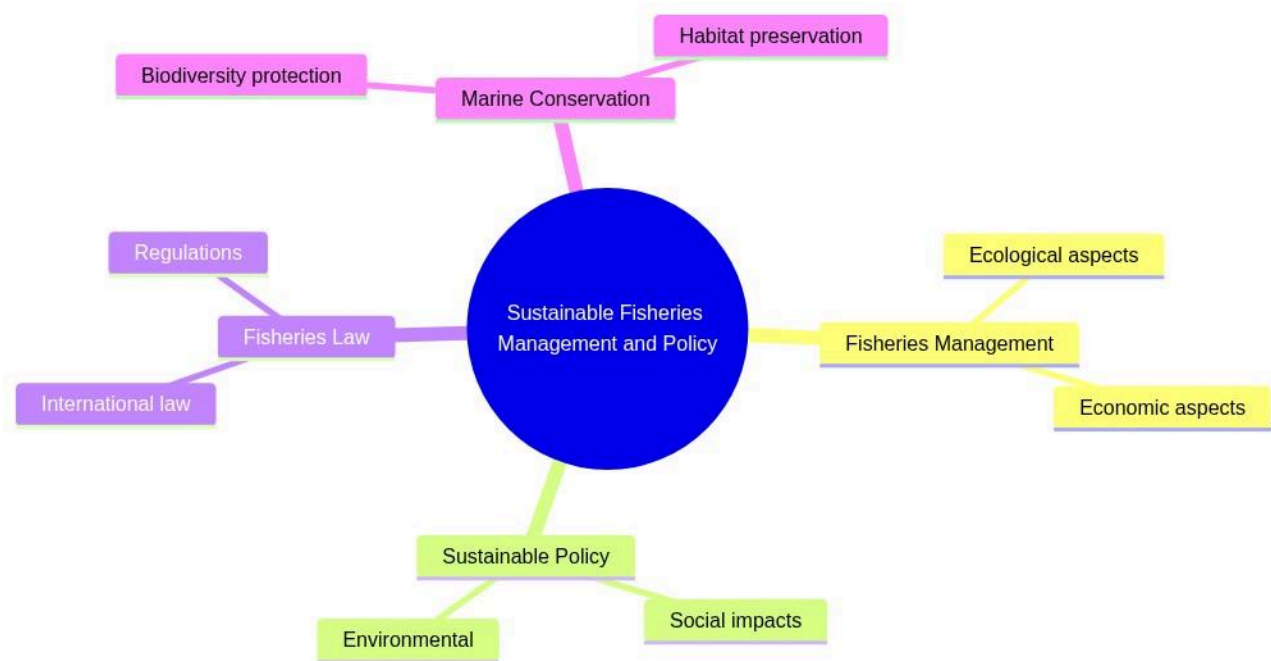 Habitat preservation
Biodiversity protection
Marine Conservation
Regulations
Ecological aspects
Sustainable Fisheries
Management and Policy
Fisheries Law
Fisheries Management
International law
Economic aspects
Sustainable Policy
Social impacts
Environmental